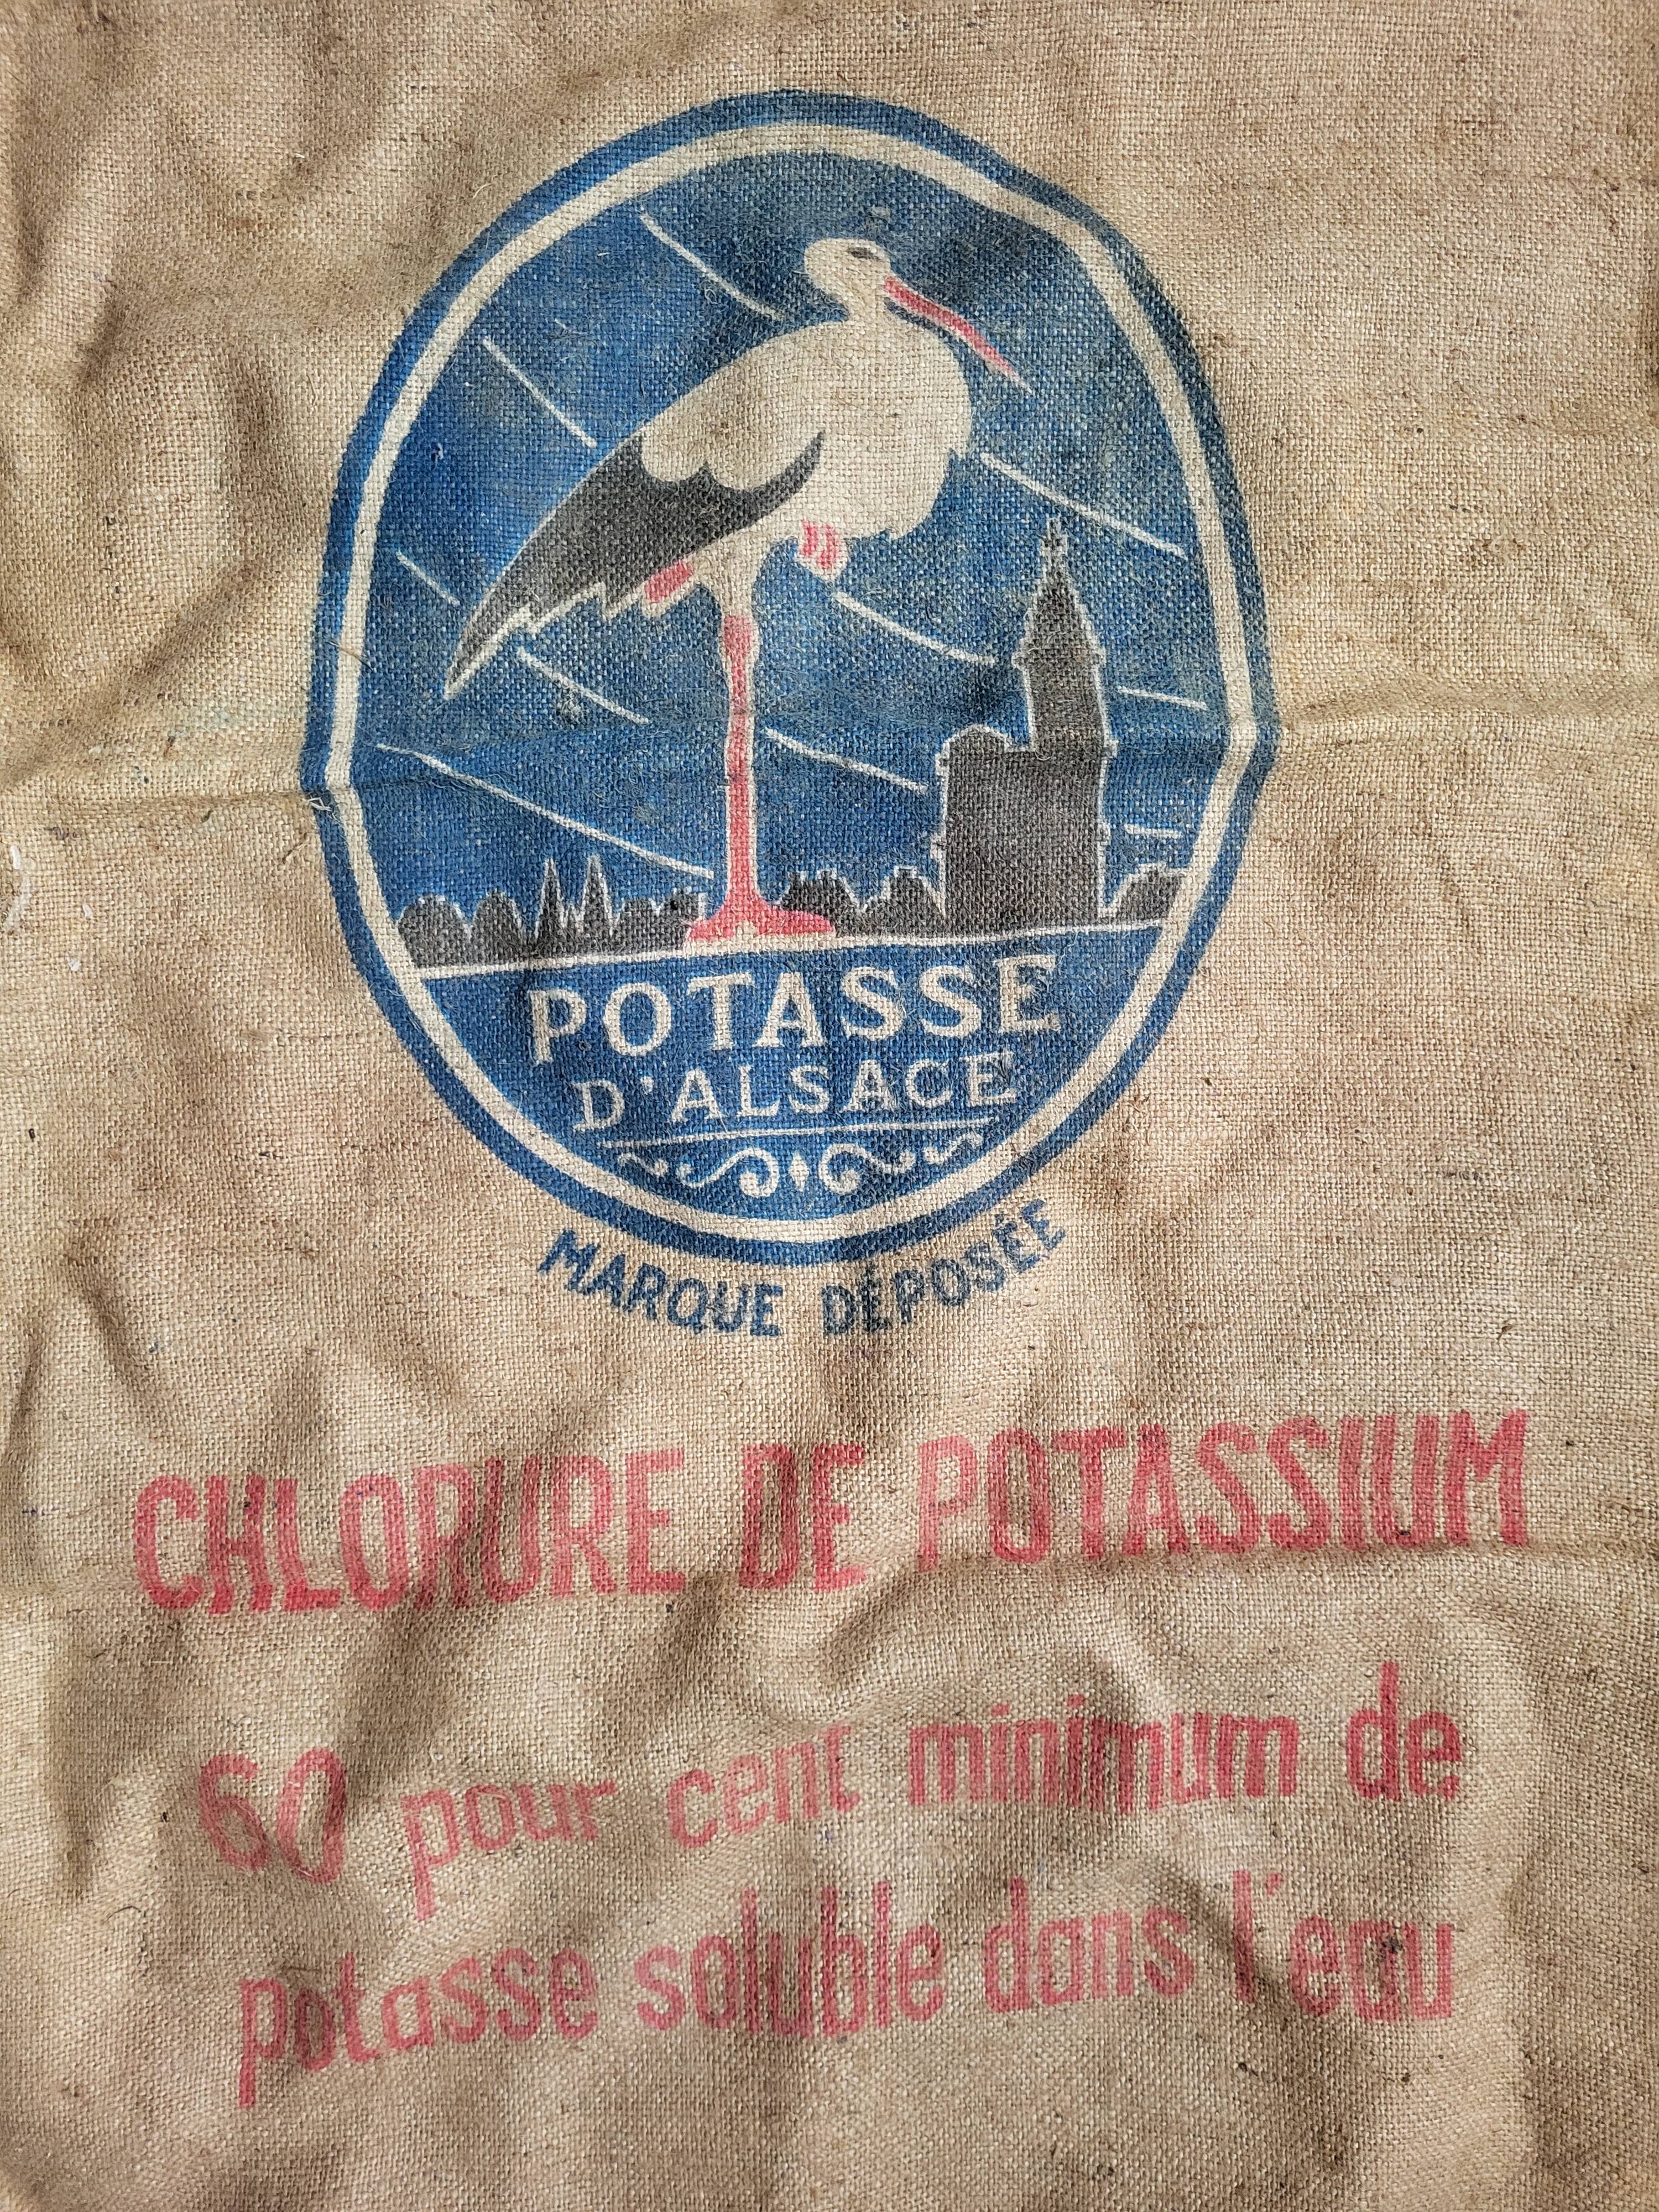 POTASSE
D'ALSACE
MARQUE DÉPOSÉE
CHLORURE DE POTASSIUM
60 pour cent minimum de
potasse soluble dans l'eau